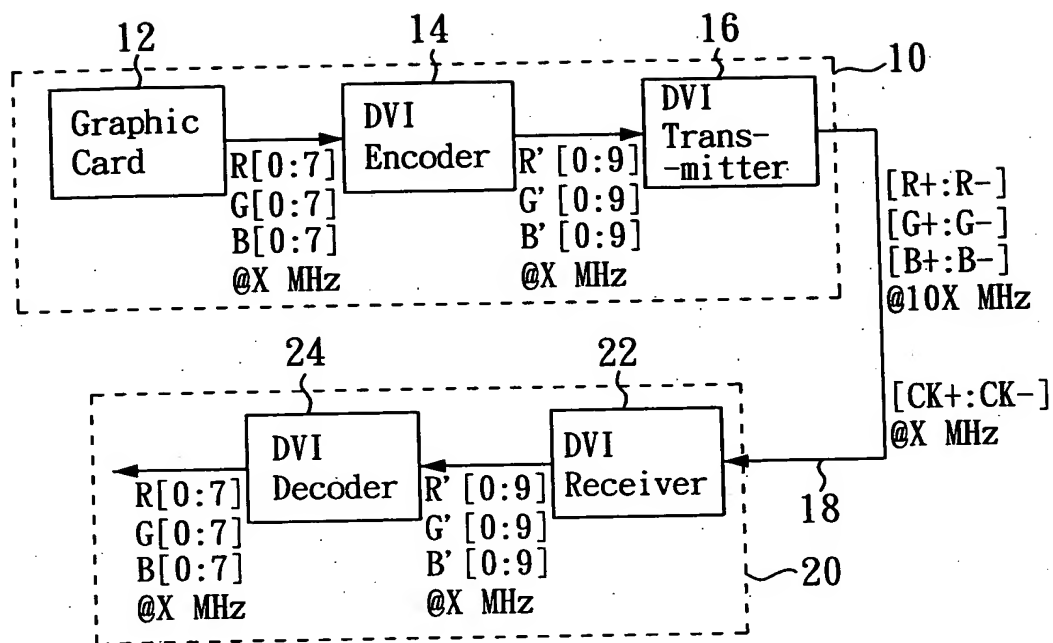 12
14
16
10
Graphic
Card
DVI
Encoder
DVI
Trans-
-mitter
R[0:7]
G[0:7]
B[0:7]
@X MHz
R'[0:9]
G'[0:9]
B'[0:9]
@X MHz
[R+:R-]
[G+:G-]
[B+:B-]
@10X MHz
[CK+:CK-]
@X MHz
18
24
22
DVI
Decoder
DVI
Receiver
R[0:7]
G[0:7]
B[0:7]
@X MHz
R'[0:9]
G'[0:9]
B'[0:9]
@X MHz
20